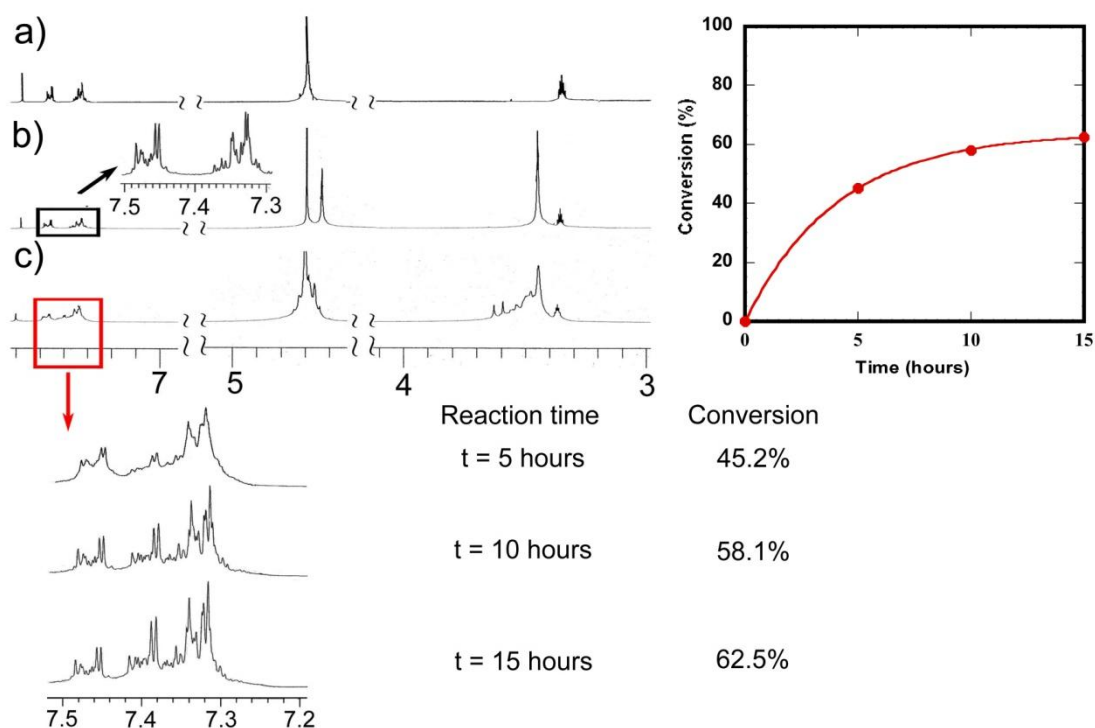 a)
b)
7.5 7.4 7.3
c)
7 5 4 3
100
80
60
40
20
0
Conversion (%)
0 5 10 15
Time (hours)
Reaction time Conversion
t = 5 hours 45.2%
t = 10 hours 58.1%
t = 15 hours 62.5%
7.5 7.4 7.3 7.2